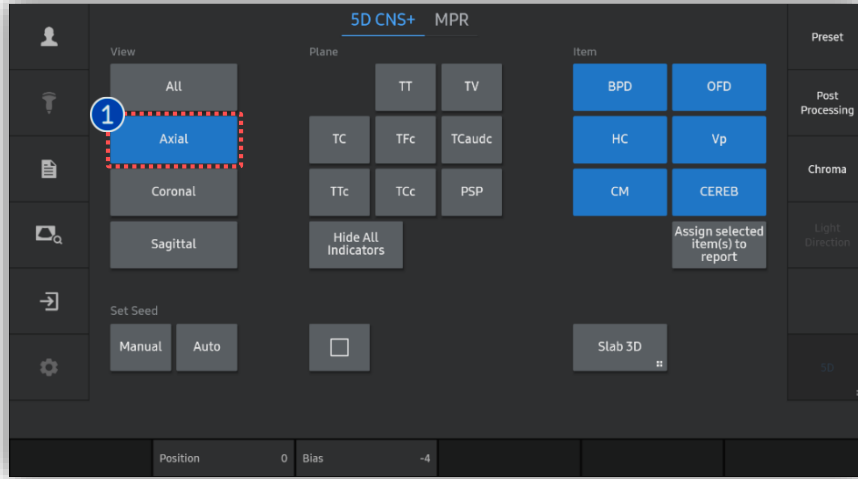 5D CNS+ MPR
Preset
View Plane Item
All TT TV BPD OFD
Post
Processing
1
Axial TC TFc TCaudc HC Vp
Chroma
Coronal TTc TCc PSP CM CEREB
Sagittal
Hide All
Indicators
Assign selected
item(s) to
report
Light
Direction
Set Seed
Manual Auto Slab 3D
3D
Position 0 Bias -4